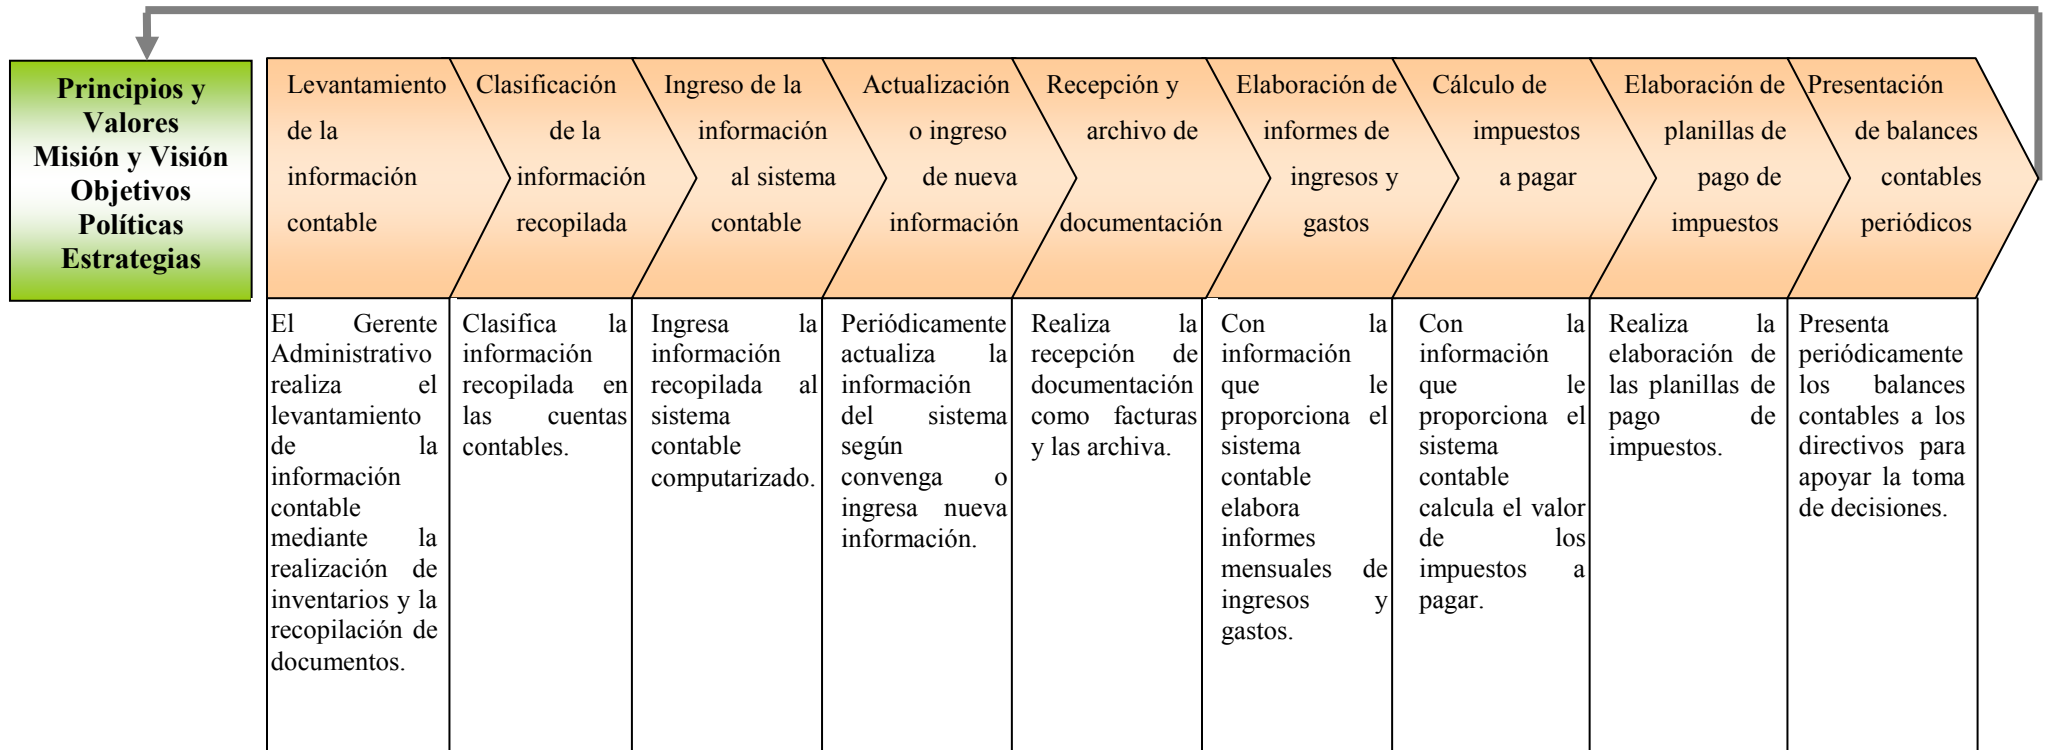 Principios y
Valores
Misión y Visión
Objetivos
Políticas
Estrategias
Levantamiento
de la
información
contable
Clasificación
de la
información
recopilada
Ingreso de la
información
al sistema
contable
Actualización
o ingreso
de nueva
información
Recepción y
archivo de
documentación
Elaboración de
informes de
ingresos y
gastos
Cálculo de
impuestos
a pagar
Elaboración de
planillas de
pago de
impuestos
Presentación
de balances
contables
periódicos
El Gerente
Administrativo
realiza el
levantamiento
de la
información
contable
mediante la
realización de
inventarios y la
recopilación de
documentos.
Clasifica la
información
recopilada en
las cuentas
contables.
Ingresa la
información
recopilada al
sistema
contable
computarizado.
Periódicamente
actualiza la
información
del sistema
según
convenga o
ingresa nueva
información.
Realiza la
recepción de
documentación
como facturas
y las archiva.
Con la
información
que le
proporciona el
sistema
contable
elabora
informes
mensuales de
ingresos y
gastos.
Con la
información
que le
proporciona el
sistema
contable
calcula el valor
de los
impuestos a
pagar.
Realiza la
elaboración de
las planillas de
pago de
impuestos.
Presenta
periódicamente
los balances
contables a los
directivos para
apoyar la toma
de decisiones.